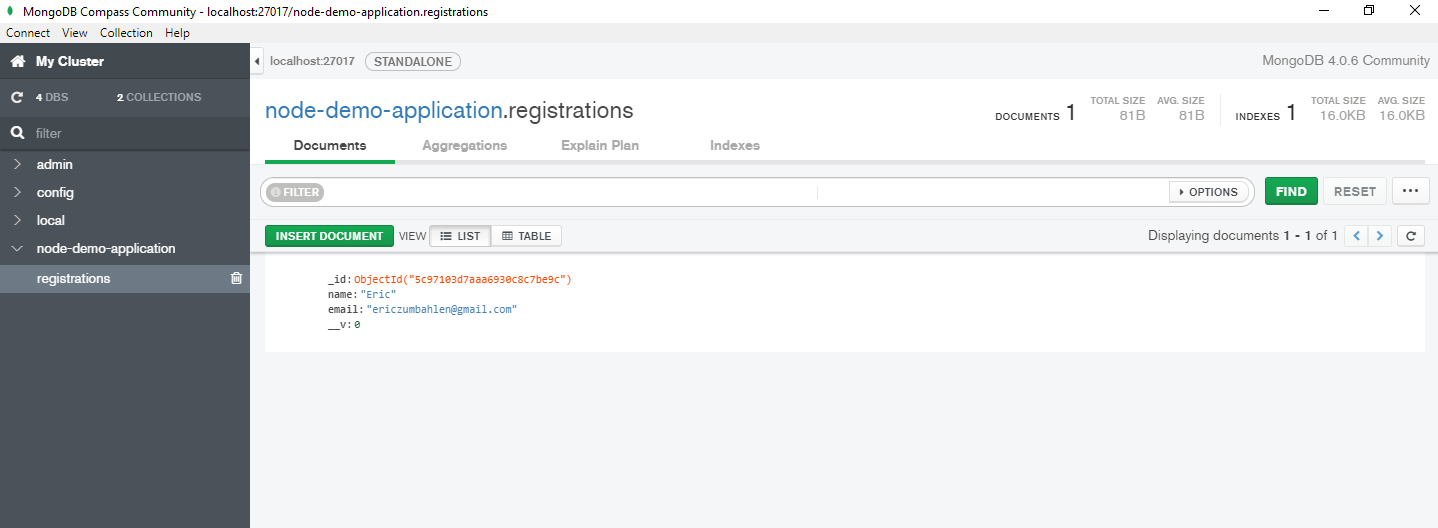 MongoDB Compass Community - localhost:27017/node-demo-application.registrations
Connect View Collection Help
My Cluster
4 DBS 2 COLLECTIONS
filter
admin
config
local
node-demo-application
registrations
localhost:27017 STANDALONE MongoDB 4.0.6 Community
node-demo-application.registrations
DOCUMENTS 1 TOTAL SIZE 81B AVG. SIZE 81B INDEXES 1 TOTAL SIZE 16.0KB AVG. SIZE 16.0KB
Documents Aggregations Explain Plan Indexes
FILTER OPTIONS FIND RESET ...
INSERT DOCUMENT VIEW LIST TABLE Displaying documents 1 - 1 of 1
_id:ObjectId("5c97103d7aaa6930c8c7be9c")
name:"Eric"
email:"ericzumbahlen@gmail.com"
__v:0